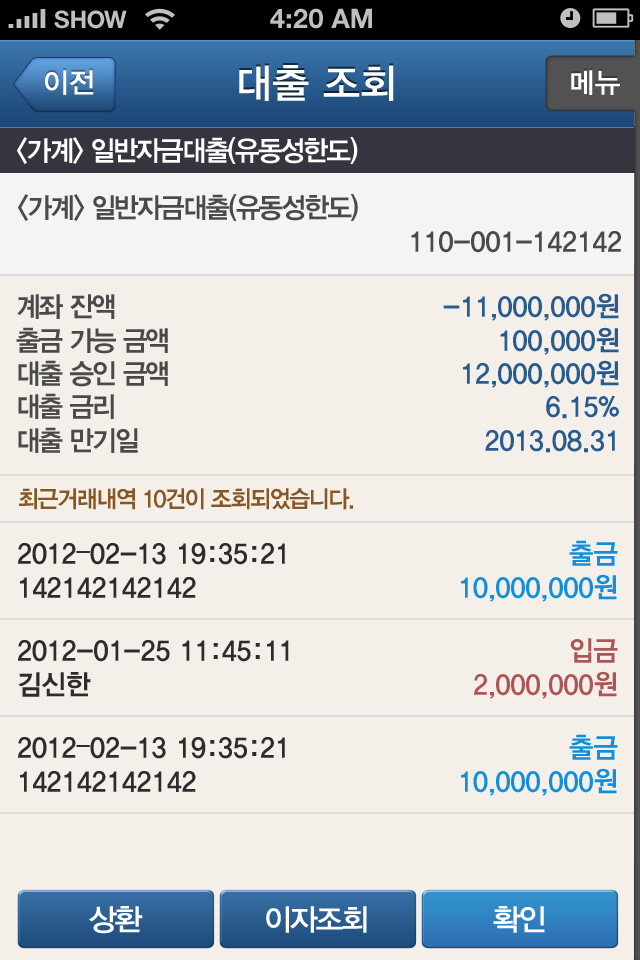 SHOW 4:20 AM
이전 대출 조회 메뉴
<가계> 일반자금대출(유동성한도)
<가계> 일반자금대출(유동성한도)
110-001-142142
계좌 잔액 -11,000,000원
출금 가능 금액 100,000원
대출 승인 금액 12,000,000원
대출 금리 6.15%
대출 만기일 2013.08.31
최근거래내역 10건이 조회되었습니다.
2012-02-13 19:35:21 출금
142142142142 10,000,000원
2012-01-25 11:45:11 입금
김신한 2,000,000원
2012-02-13 19:35:21 출금
142142142142 10,000,000원
상환 이자조회 확인